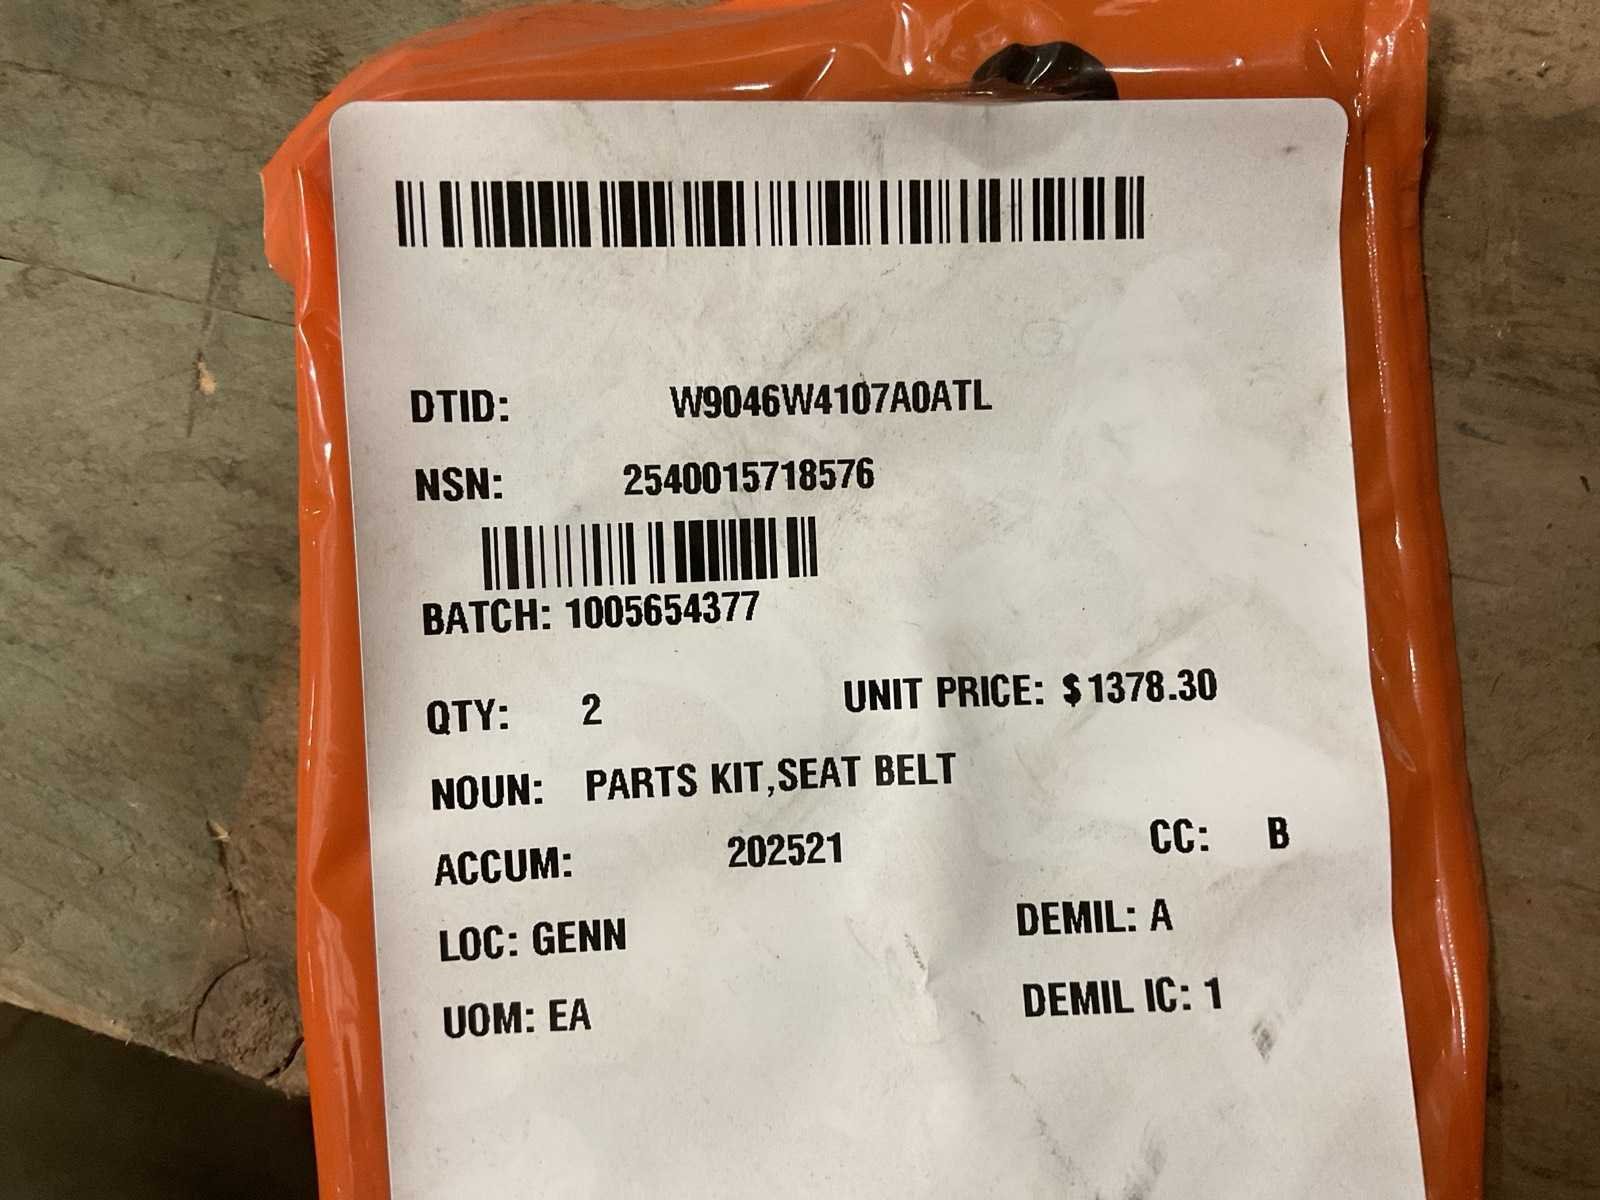 DTID: W9046W4107A0ATL
NSN: 2540015718576
BATCH: 1005654377
QTY: 2 UNIT PRICE: $1378.30
NOUN: PARTS KIT,SEAT BELT
ACCUM: 202521 CC: B
LOC: GENN DEMIL: A
UOM: EA DEMIL IC: 1